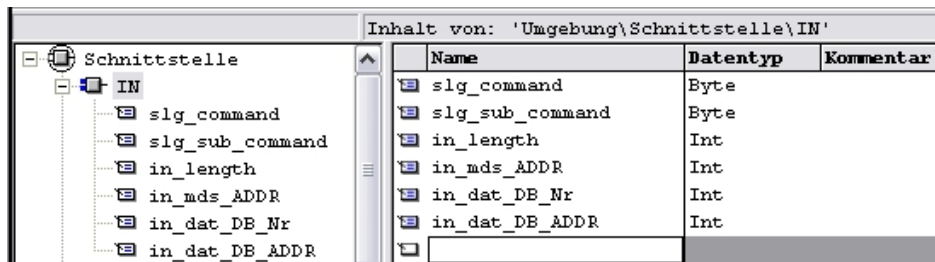 Inhalt von: 'Umgebung\Schnittstelle\IN'
Schnittstelle
IN
slg_command
slg_sub_command
in_length
in_mds_ADDR
in_dat_DB_Nr
in_dat_DB_ADDR
Name Datentyp Kommentar
slg_command Byte
slg_sub_command Byte
in_length Int
in_mds_ADDR Int
in_dat_DB_Nr Int
in_dat_DB_ADDR Int